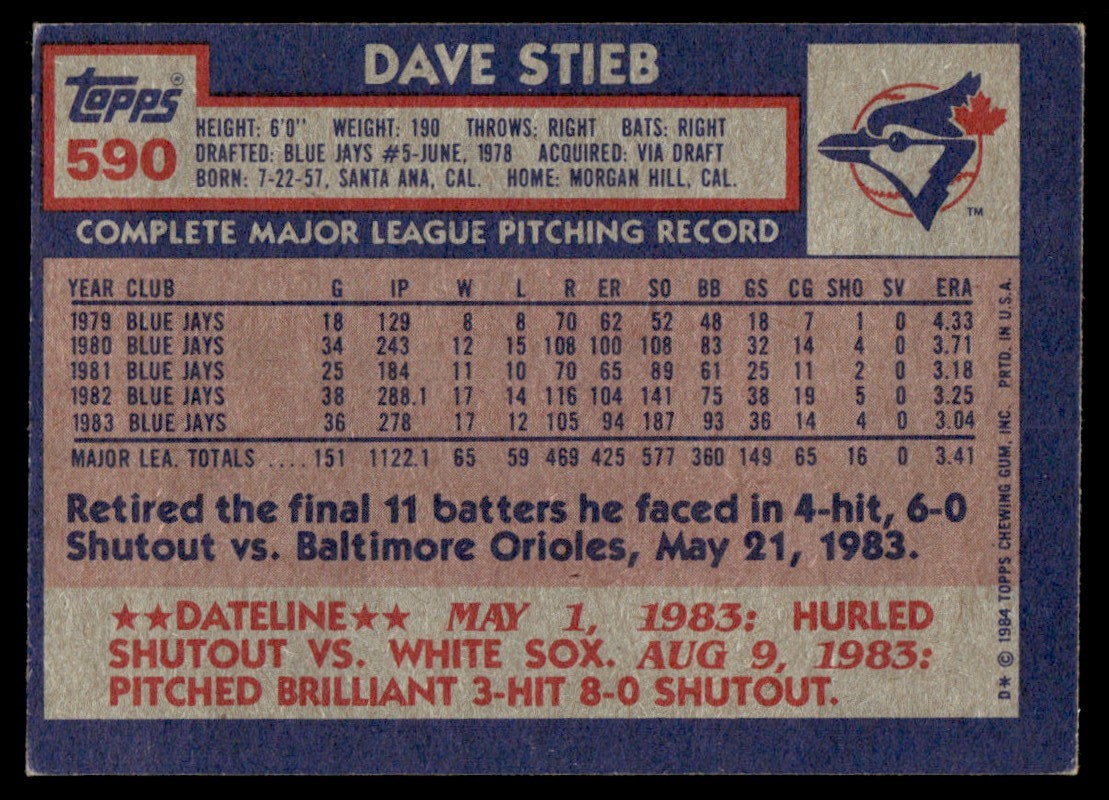 DAVE STIEB
Topps®
590
HEIGHT: 6'0" WEIGHT: 190 THROWS: RIGHT BATS: RIGHT
DRAFTED: BLUE JAYS #5-JUNE, 1978 ACQUIRED: VIA DRAFT
BORN: 7-22-57, SANTA ANA, CAL. HOME: MORGAN HILL, CAL.
TM
COMPLETE MAJOR LEAGUE PITCHING RECORD
YEAR CLUB G IP W L R ER SO BB GS CG SHO SV ERA
1979 BLUE JAYS 18 129 8 8 70 62 52 48 18 7 1 0 4.33
1980 BLUE JAYS 34 243 12 15 108 100 108 83 32 14 4 0 3.71
1981 BLUE JAYS 25 184 11 10 70 65 89 61 25 11 2 0 3.18
1982 BLUE JAYS 38 288.1 17 14 116 104 141 75 38 19 5 0 3.25
1983 BLUE JAYS 36 278 17 12 105 94 187 93 36 14 4 0 3.04
MAJOR LEA. TOTALS .... 151 1122.1 65 59 469 425 577 360 149 65 16 0 3.41
Retired the final 11 batters he faced in 4-hit, 6-0
Shutout vs. Baltimore Orioles, May 21, 1983.
★★DATELINE★★ MAY 1, 1983: HURLED
SHUTOUT VS. WHITE SOX. AUG 9, 1983:
PITCHED BRILLIANT 3-HIT 8-0 SHUTOUT.
D* © 1984 TOPPS CHEWING GUM, INC. PRTD. IN U.S.A.